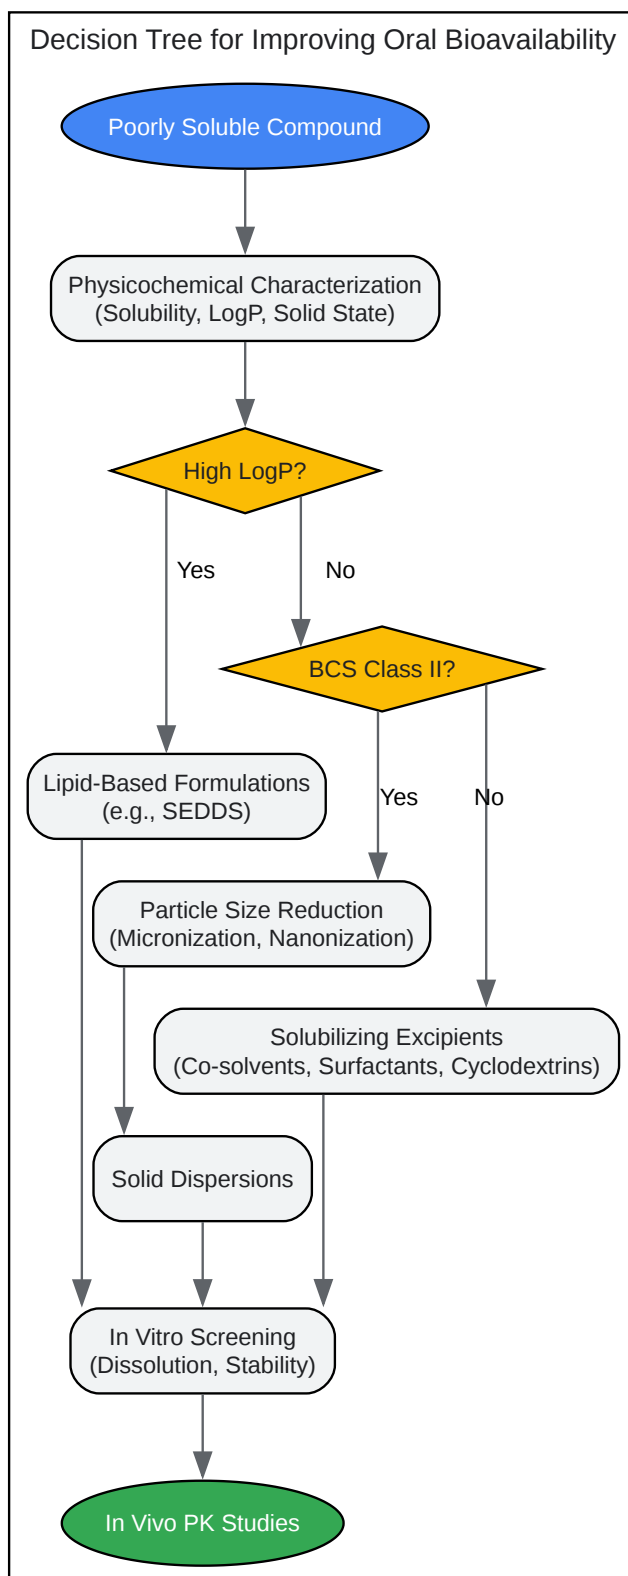 Decision Tree for Improving Oral Bioavailability
Poorly Soluble Compound
Physicochemical Characterization
(Solubility, LogP, Solid State)
High LogP?
Yes
No
BCS Class II?
Lipid-Based Formulations
(e.g., SEDDS)
Yes
No
Particle Size Reduction
(Micronization, Nanonization)
Solubilizing Excipients
(Co-solvents, Surfactants, Cyclodextrins)
Solid Dispersions
In Vitro Screening
(Dissolution, Stability)
In Vivo PK Studies